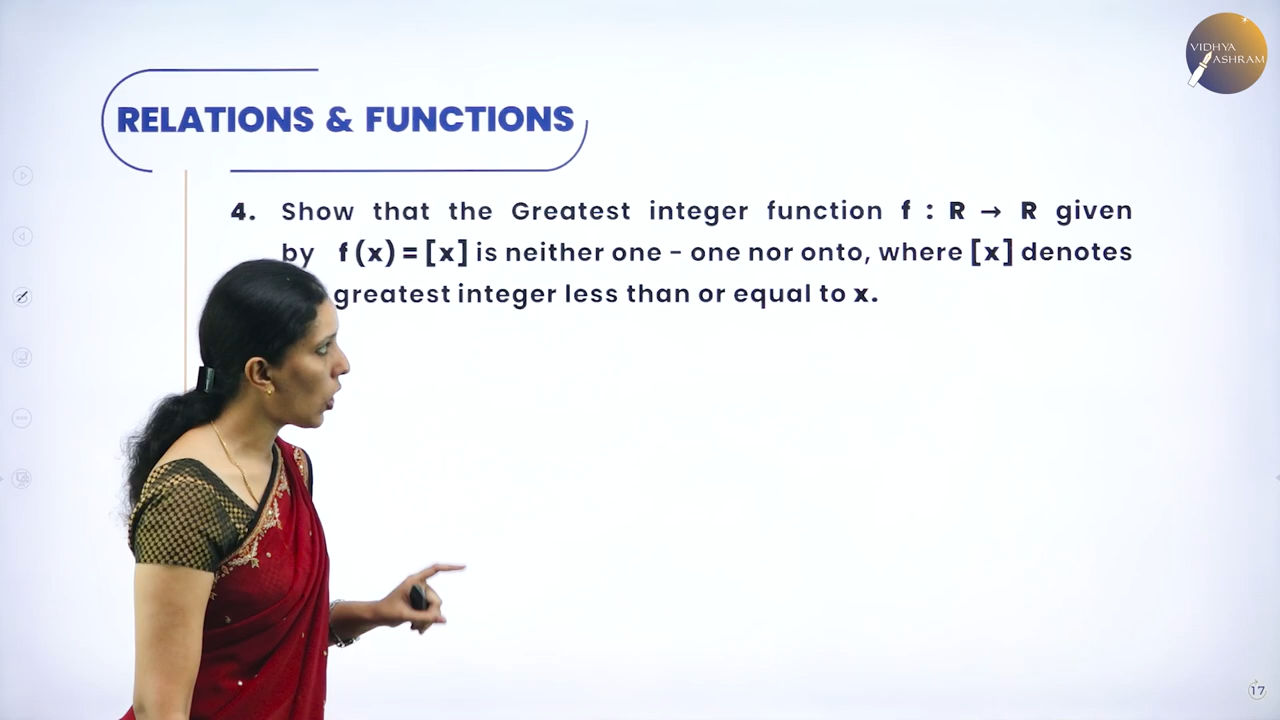 VIDHYA
ASHRAM
RELATIONS & FUNCTIONS
4. Show that the Greatest integer function f : R → R given
by f(x) = [x] is neither one - one nor onto, where [x] denotes
greatest integer less than or equal to x.
17